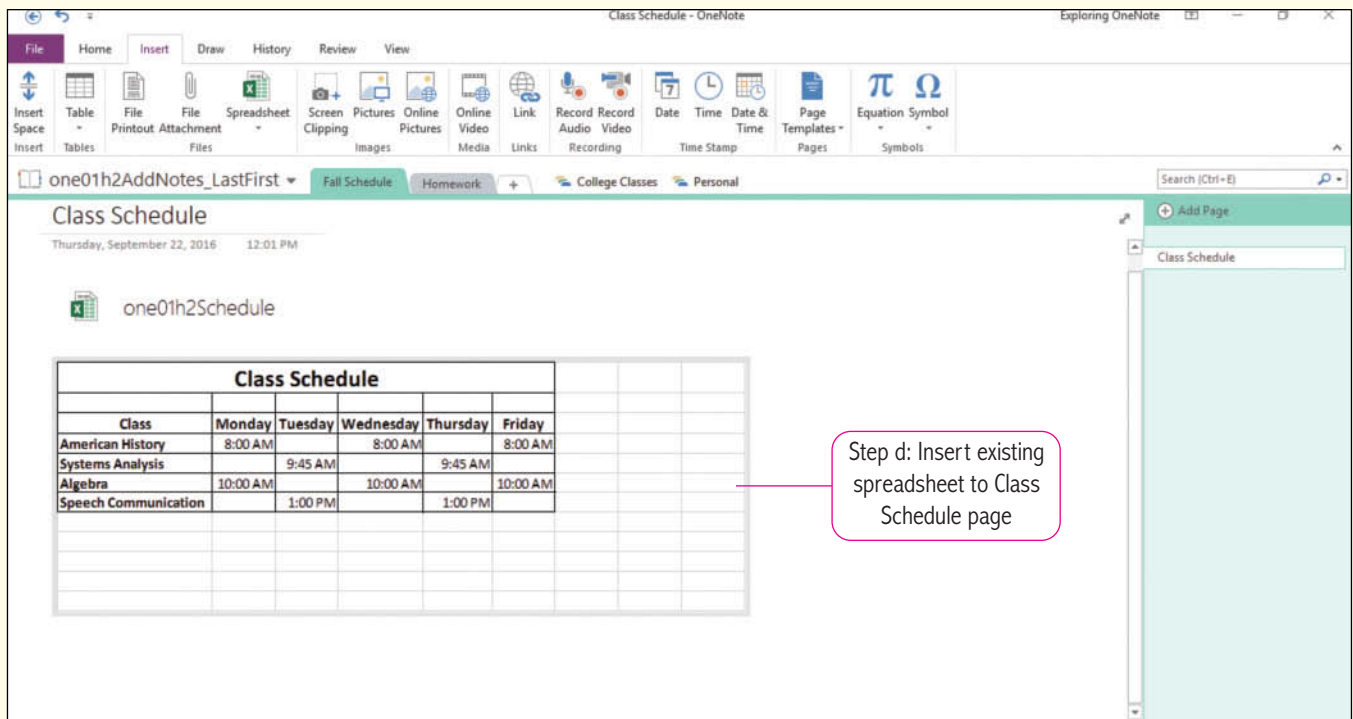 Class Schedule - OneNote
Exploring OneNote
File Home Insert Draw History Review View
Insert Space
Table
File Printout
File Attachment
Spreadsheet
Screen Clipping
Pictures
Online Pictures
Online Video
Link
Record Audio
Record Video
7
Date
Time
Date & Time
Page Templates
π
Equation
Ω
Symbol
Insert Tables Files Images Media Links Recording Time Stamp Pages Symbols
one01h2AddNotes_LastFirst
Fall Schedule
Homework
+
College Classes
Personal
Search (Ctrl+E)
Class Schedule
Thursday, September 22, 2016 12:01 PM
Add Page
Class Schedule
one01h2Schedule
Class Schedule
Class Monday Tuesday Wednesday Thursday Friday
American History 8:00 AM 8:00 AM 8:00 AM
Systems Analysis 9:45 AM 9:45 AM
Algebra 10:00 AM 10:00 AM 10:00 AM
Speech Communication 1:00 PM 1:00 PM
Step d: Insert existing
spreadsheet to Class
Schedule page